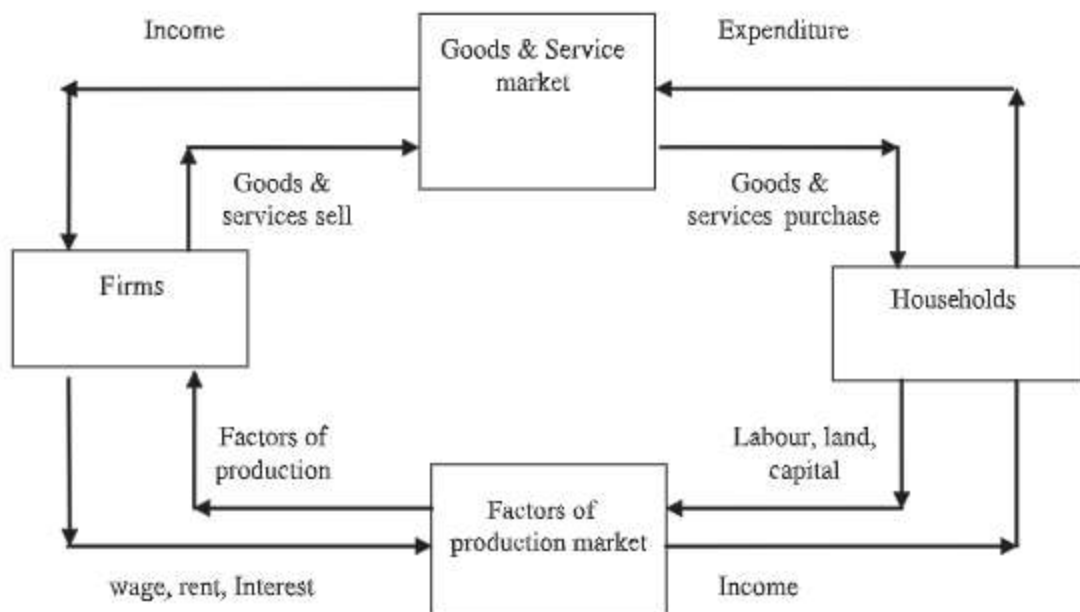 Income
Goods & Service
market
Expenditure
Goods &
services sell
Goods &
services purchase
Firms
Households
Factors of
production
Labour, land,
capital
Factors of
production market
wage, rent, Interest
Income